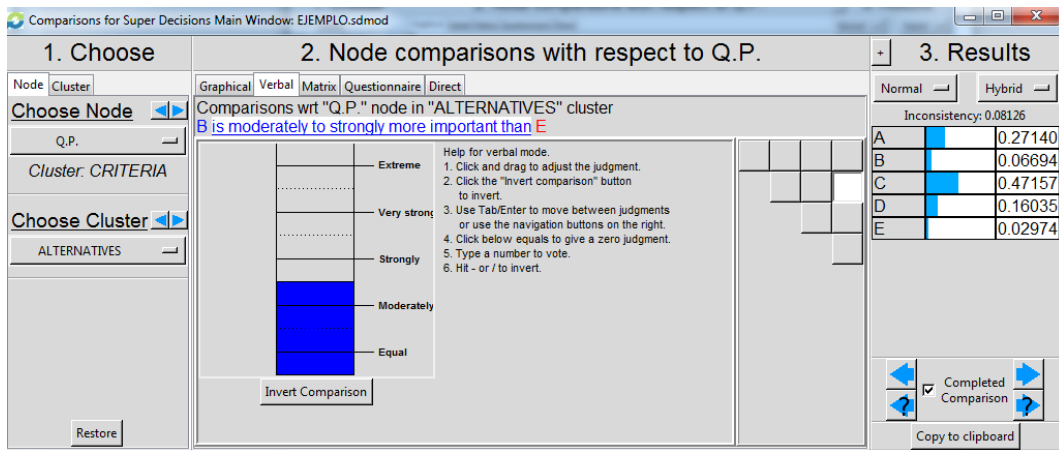 Comparisons for Super Decisions Main Window: EJEMPLO.sdmod
1. Choose
2. Node comparisons with respect to Q.P.
+ 3. Results
Node Cluster
Graphical Verbal Matrix Questionnaire Direct
Normal Hybrid
Choose Node
Comparisons wrt "Q.P." node in "ALTERNATIVES" cluster
B is moderately to strongly more important than E
Inconsistency: 0.08126
Q.P.
Cluster: CRITERIA
Choose Cluster
ALTERNATIVES
Restore
Extreme
Very strong
Strongly
Moderately
Equal
Invert Comparison
Help for verbal mode.
1. Click and drag to adjust the judgment.
2. Click the "Invert comparison" button
to invert.
3. Use Tab/Enter to move between judgments
or use the navigation buttons on the right.
4. Click below equals to give a zero judgment.
5. Type a number to vote.
6. Hit - or / to invert.
A 0.27140
B 0.06694
C 0.47157
D 0.16035
E 0.02974
Completed
Comparison
? ?
Copy to clipboard